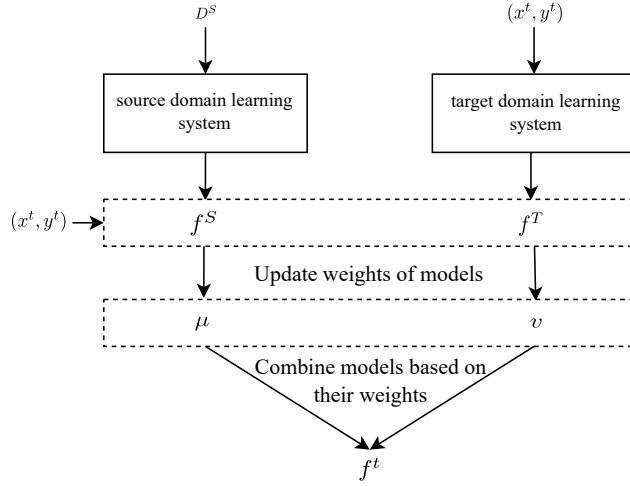 D^S (x^t, y^t)
source domain learning system
target domain learning system
(x^t, y^t) f^S f^T
Update weights of models
μ υ
Combine models based on
their weights
f^t